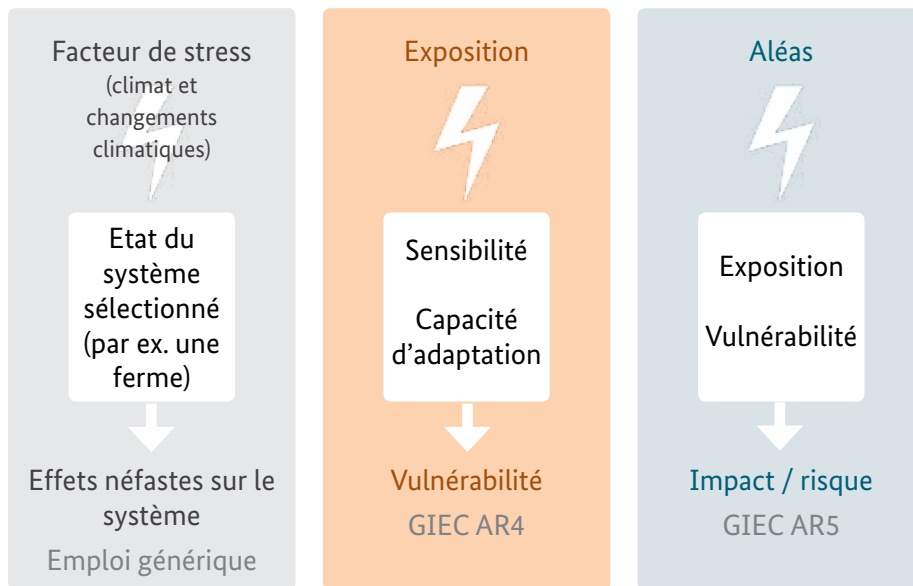 Facteur de stress
(climat et
changements
climatiques)
Etat du
système
sélectionné
(par ex. une
ferme)
Effets néfastes sur le
système
Emploi générique
Exposition
Sensibilité
Capacité
d’adaptation
Vulnérabilité
GIEC AR4
Aléas
Exposition
Vulnérabilité
Impact / risque
GIEC AR5